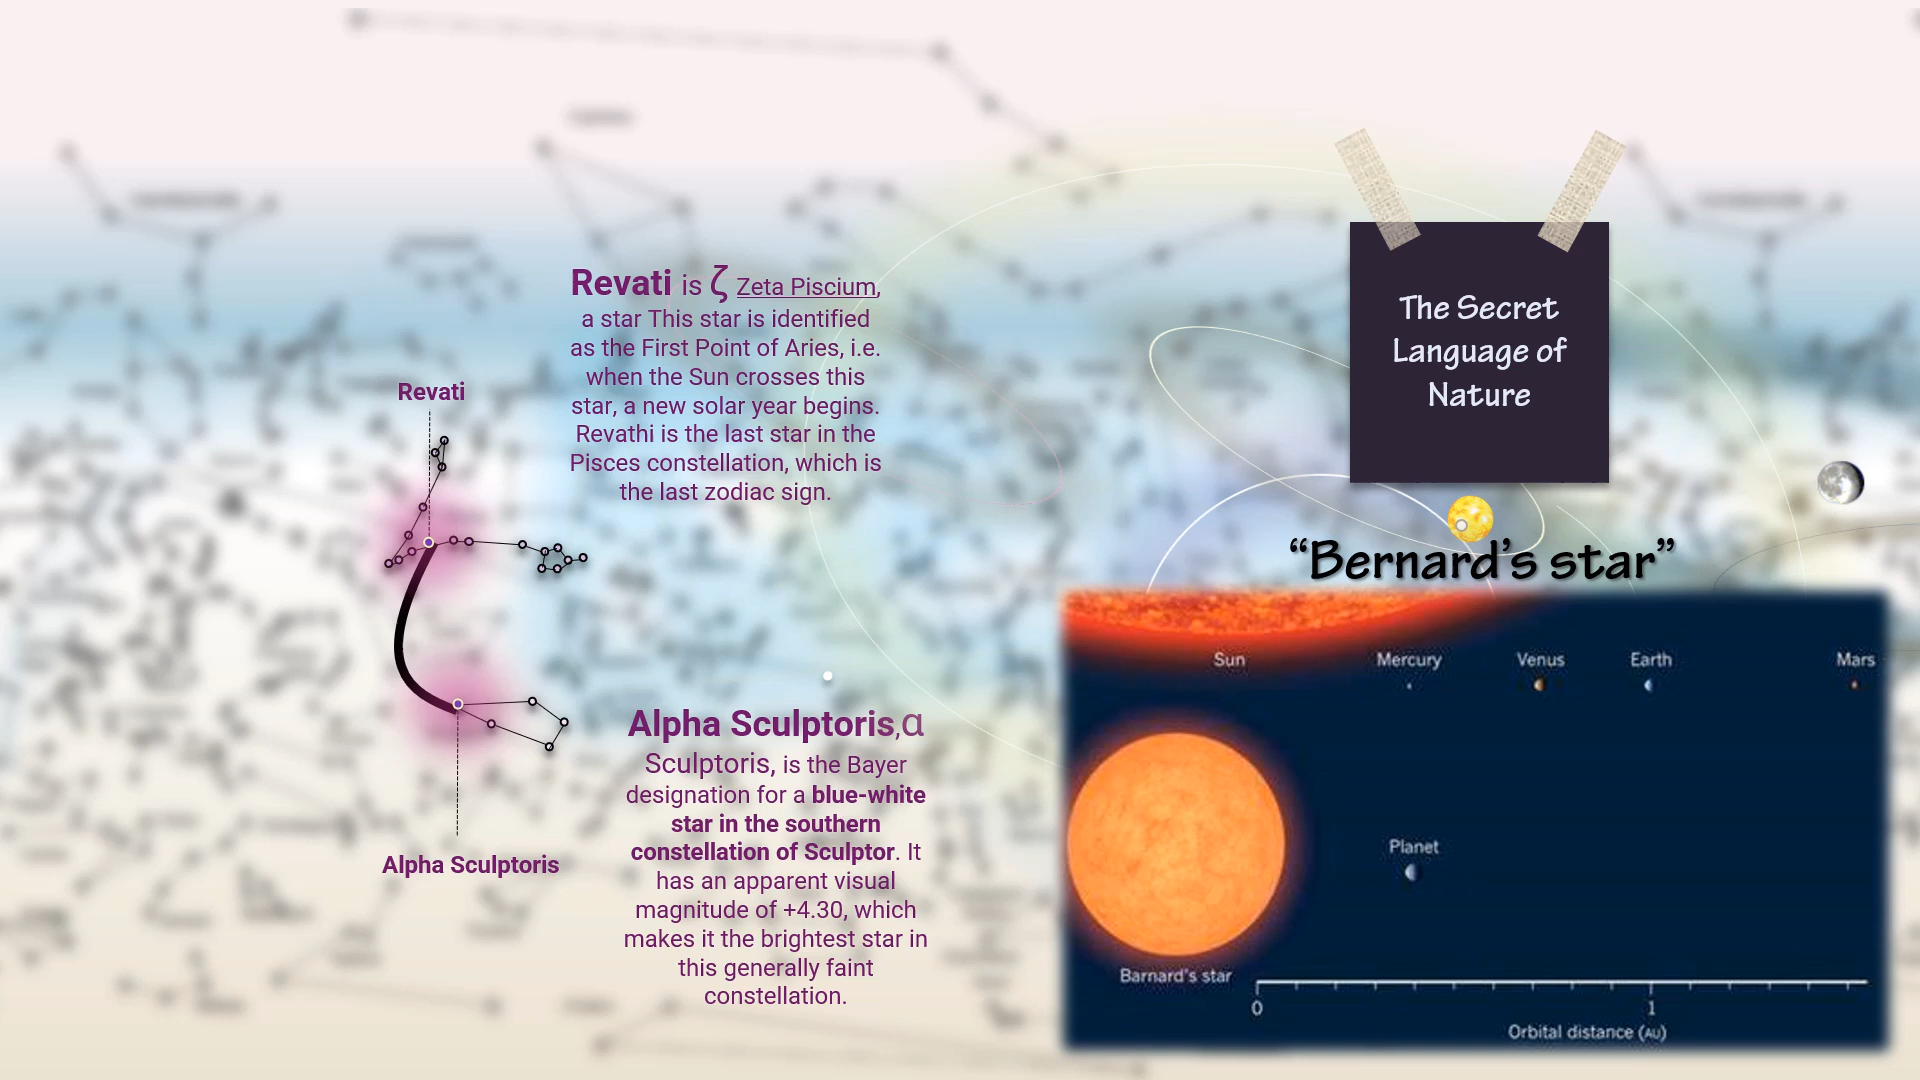 Revati is ζ Zeta Piscium,
a star This star is identified
as the First Point of Aries, i.e.
when the Sun crosses this
star, a new solar year begins.
Revathi is the last star in the
Pisces constellation, which is
the last zodiac sign.
Revati
Alpha Sculptoris
Alpha Sculptoris,α
Sculptoris, is the Bayer
designation for a blue-white
star in the southern
constellation of Sculptor. It
has an apparent visual
magnitude of +4.30, which
makes it the brightest star in
this generally faint
constellation.
The Secret
Language of
Nature
“Bernard’s star”
Sun
Mercury
Venus
Earth
Mars
Planet
Barnard's star
0
1
Orbital distance (AU)